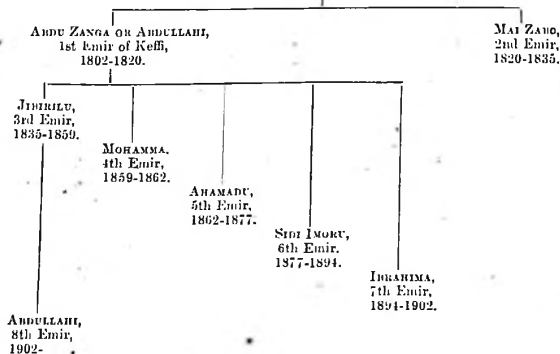 ABDU ZANGA OR ABDULLAHI,
1st Emir of Keffi,
1802-1820.
MAI ZABO,
2nd Emir,
1820-1835.
JIBIRILU,
3rd Emir,
1835-1859.
MOHAMMA.
4th Emir,
1859-1862.
AHAMADU,
5th Emir,
1862-1877.
SIDI IMORU,
6th Emir.
1877-1894.
IBRAHIMA,
7th Emir,
1894-1902.
ABDULLAHI,
8th Emir,
1902-